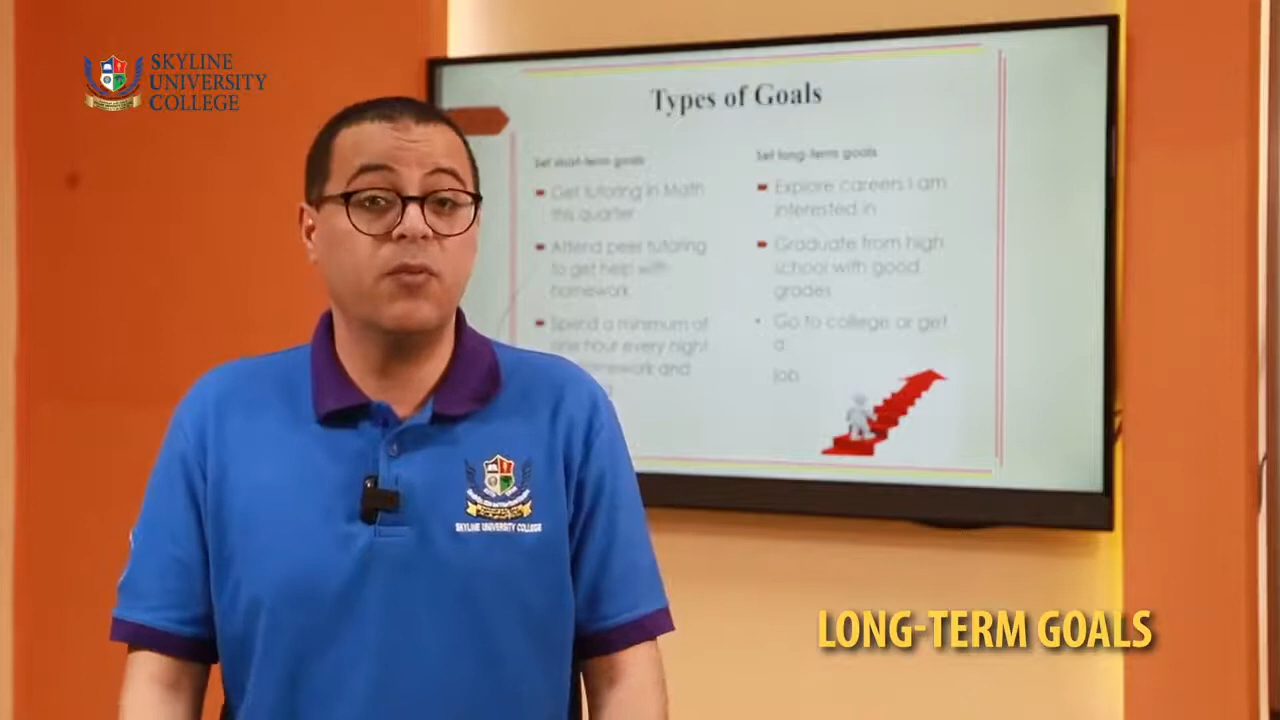 SKYLINE
UNIVERSITY
COLLEGE
Types of Goals
Set short-term goals
Get tutoring in Math
this quarter
Attend peer tutoring
to get help with
homework
Spend a minimum of
one hour every night
homework and
Set long-term goals
Explore careers I am
interested in
Graduate from high
school with good
grades
Go to college or get
a
job
SKYLINE UNIVERSITY COLLEGE
LONG-TERM GOALS